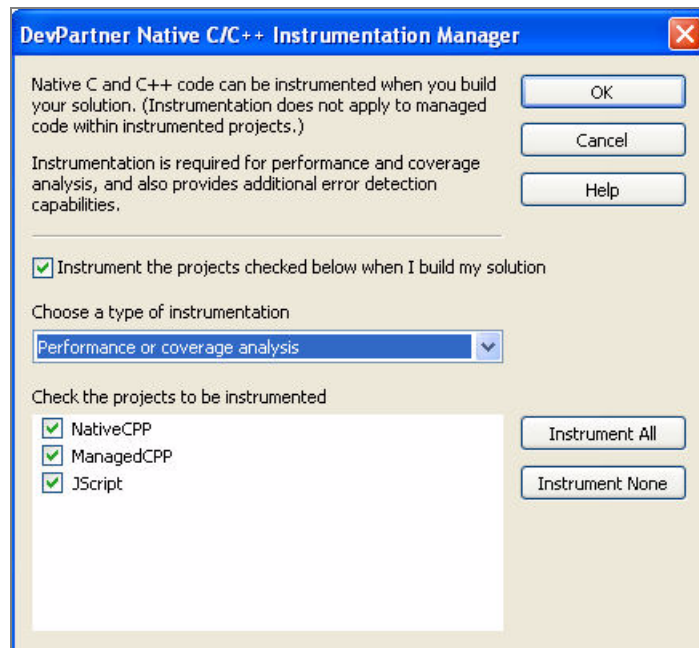 DevPartner Native C/C++ Instrumentation Manager
Native C and C++ code can be instrumented when you build
your solution. (Instrumentation does not apply to managed
code within instrumented projects.)
Instrumentation is required for performance and coverage
analysis, and also provides additional error detection
capabilities.
OK
Cancel
Help
Instrument the projects checked below when I build my solution
Choose a type of instrumentation
Performance or coverage analysis
Check the projects to be instrumented
NativeCPP
ManagedCPP
JScript
Instrument All
Instrument None